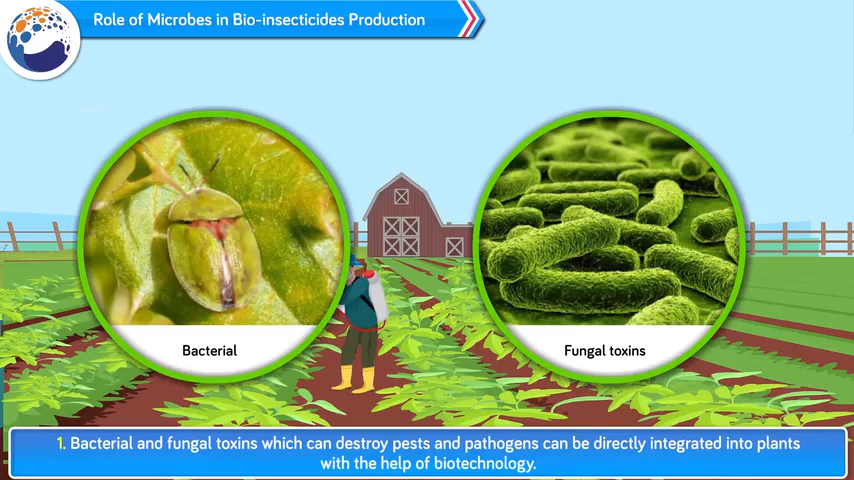 Role of Microbes in Bio-insecticides Production
Bacterial
Fungal toxins
1. Bacterial and fungal toxins which can destroy pests and pathogens can be directly integrated into plants
with the help of biotechnology.